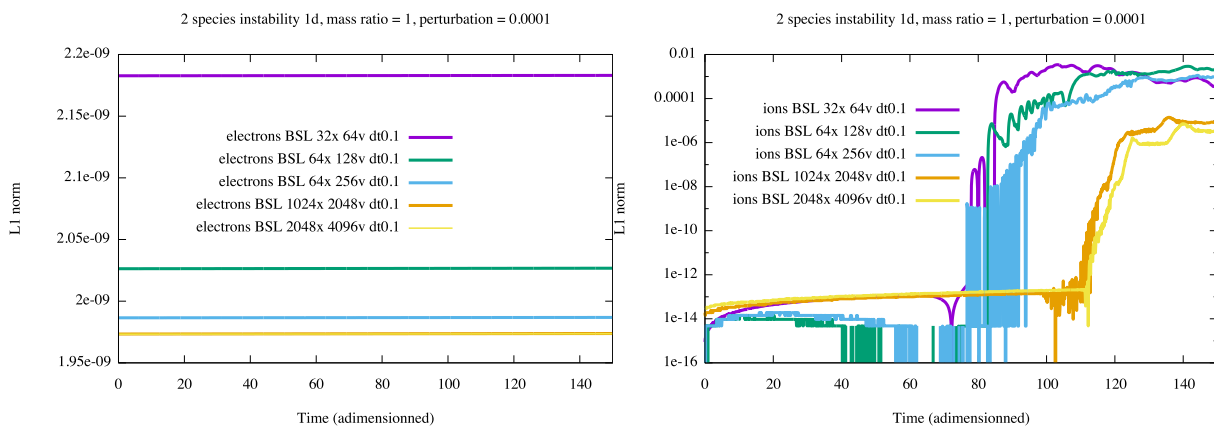 2 species instability 1d, mass ratio = 1, perturbation = 0.0001
2.2e-09
2.15e-09
2.1e-09
2.05e-09
2e-09
1.95e-09
L1 norm
electrons BSL 32x 64v dt0.1
electrons BSL 64x 128v dt0.1
electrons BSL 64x 256v dt0.1
electrons BSL 1024x 2048v dt0.1
electrons BSL 2048x 4096v dt0.1
0 20 40 60 80 100 120 140
Time (adimensionned)
2 species instability 1d, mass ratio = 1, perturbation = 0.0001
0.01
0.0001
1e-06
1e-08
1e-10
1e-12
1e-14
1e-16
L1 norm
ions BSL 32x 64v dt0.1
ions BSL 64x 128v dt0.1
ions BSL 64x 256v dt0.1
ions BSL 1024x 2048v dt0.1
ions BSL 2048x 4096v dt0.1
0 20 40 60 80 100 120 140
Time (adimensionned)